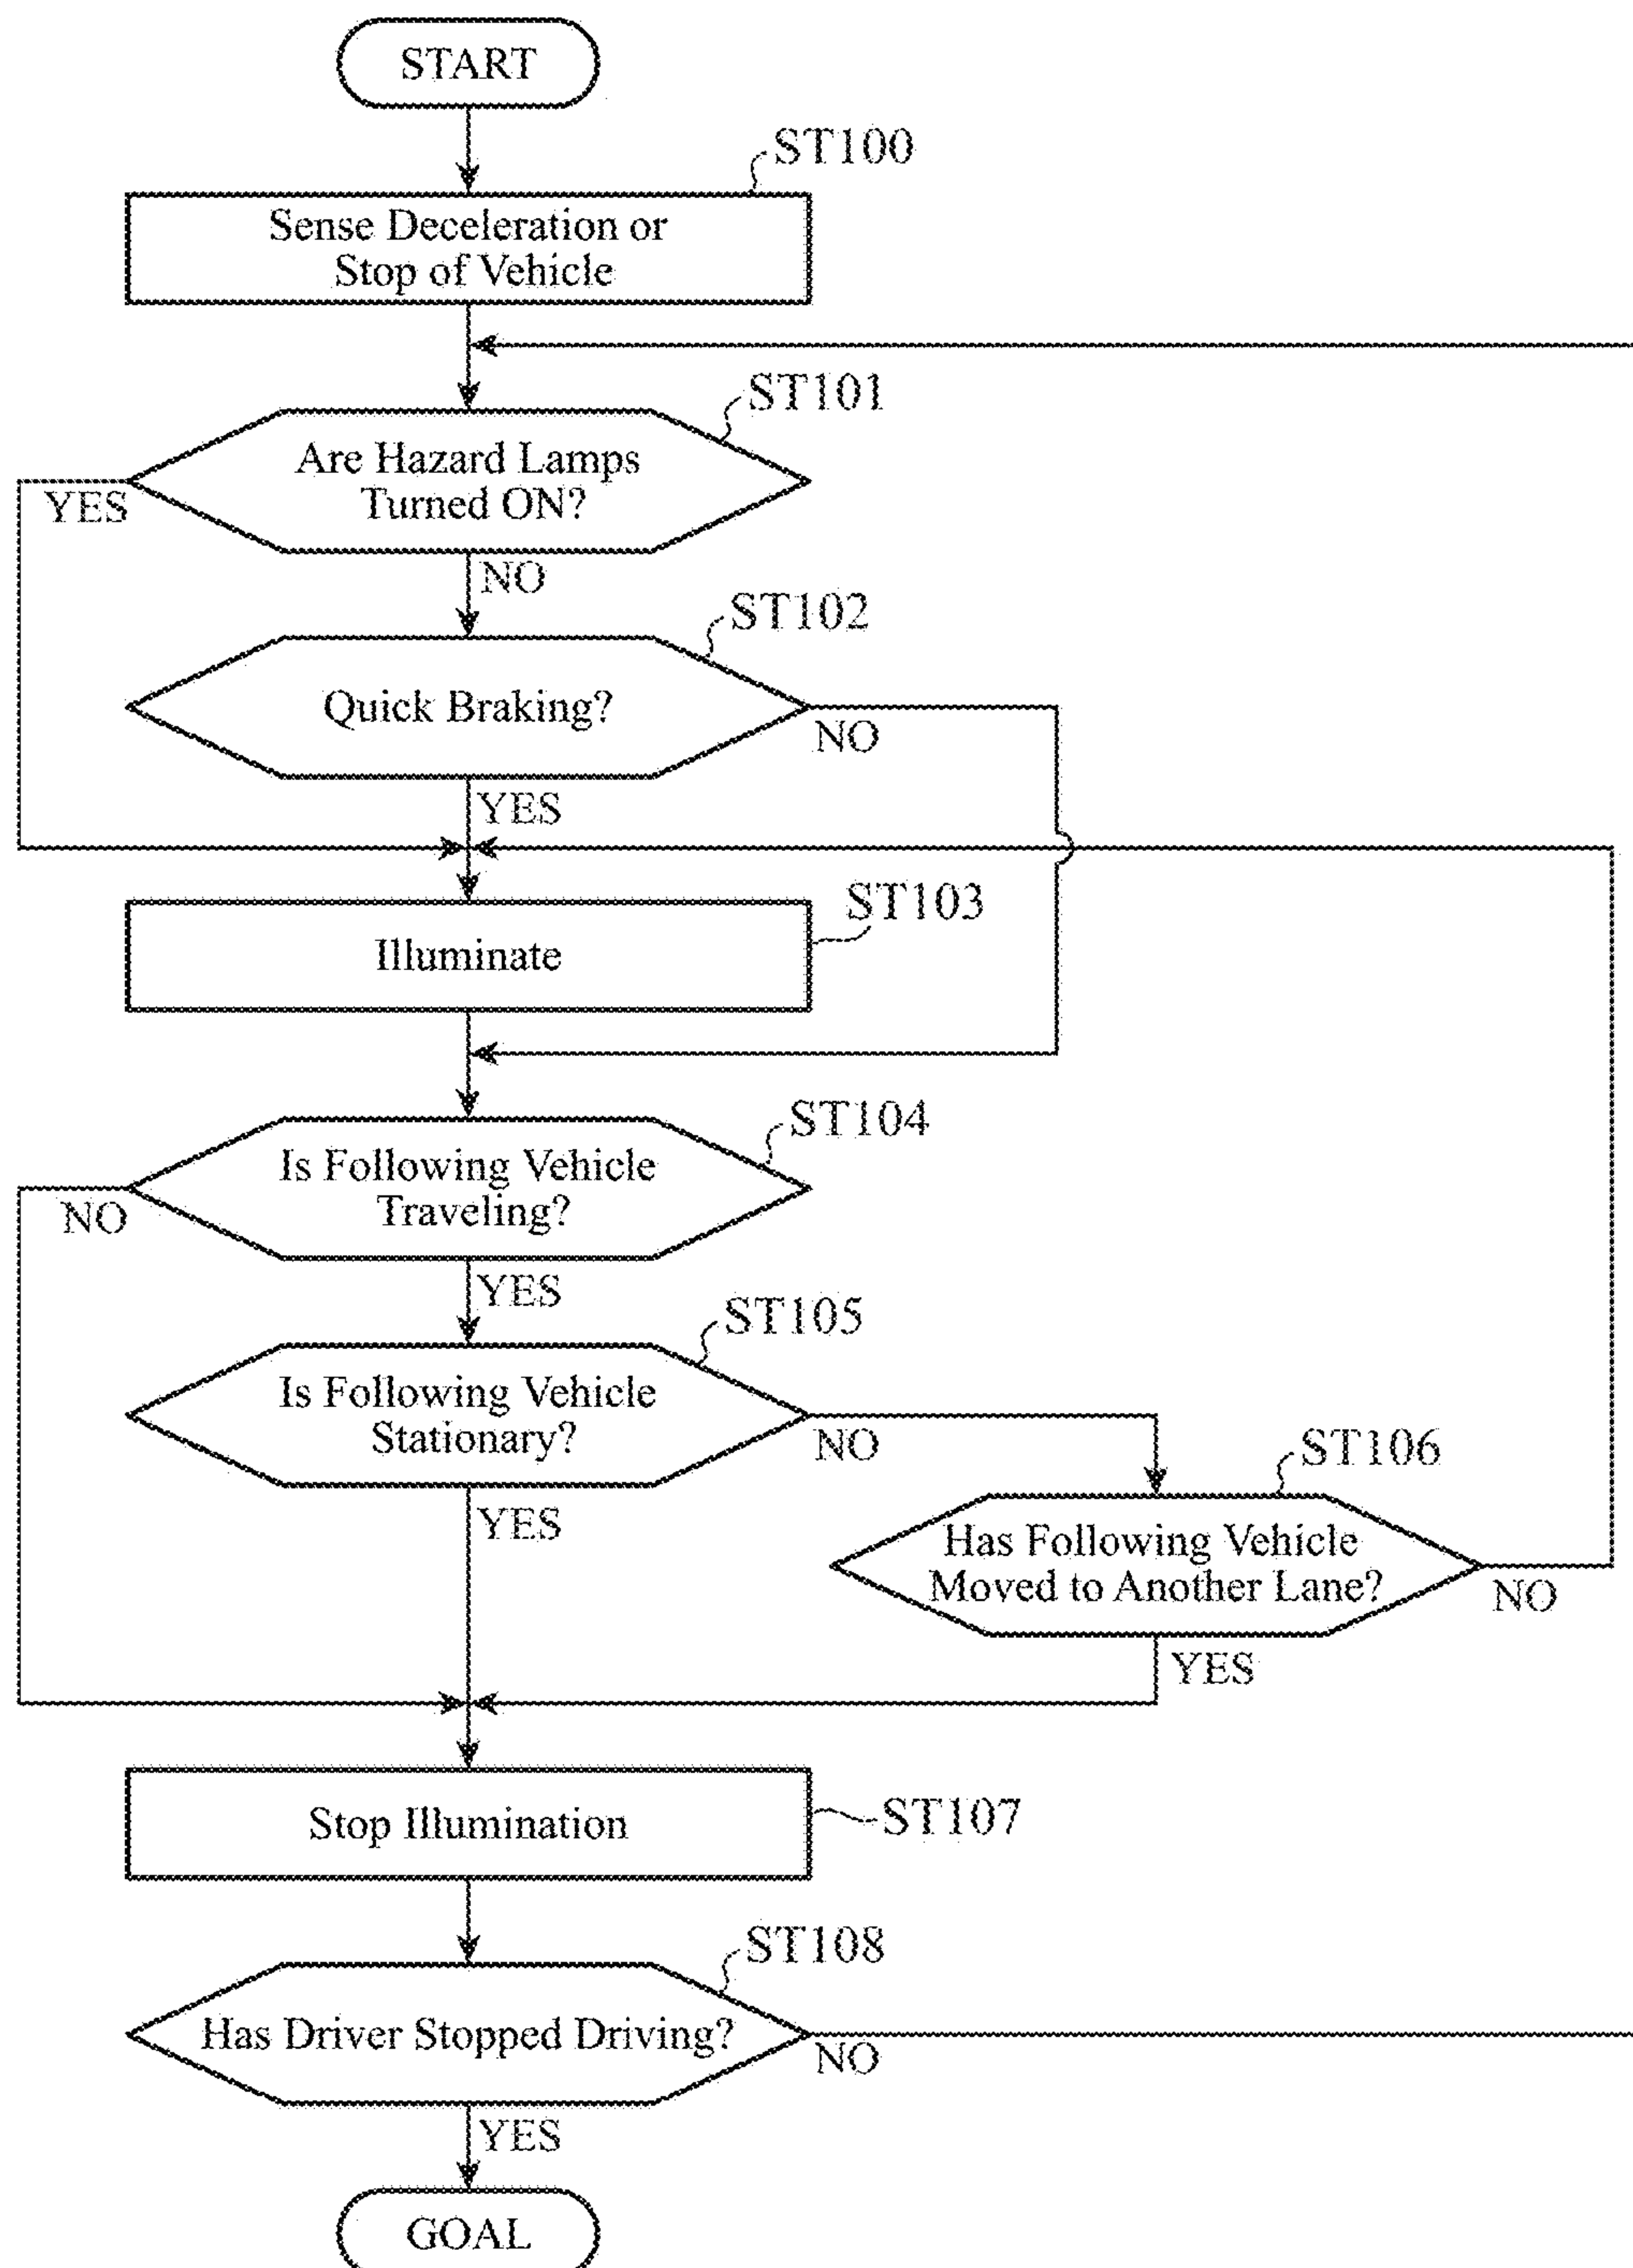 START
ST100
Sense Deceleration or
Stop of Vehicle
ST101
Are Hazard Lamps
Turned ON?
YES
NO
ST102
Quick Braking?
NO
YES
ST103
Illuminate
ST104
Is Following Vehicle
Traveling?
NO
YES
ST105
Is Following Vehicle
Stationary?
NO
YES
ST106
Has Following Vehicle
Moved to Another Lane?
NO
YES
Stop Illumination
ST107
ST108
Has Driver Stopped Driving?
NO
YES
GOAL